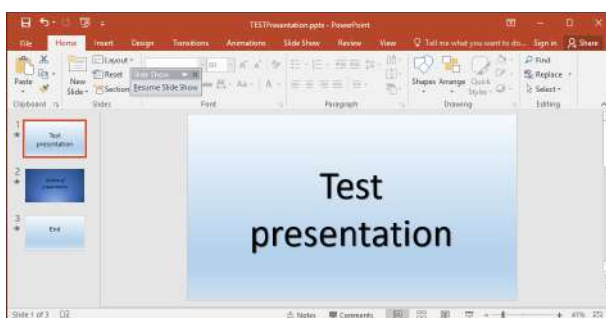 TESTPresentation.pptx - PowerPoint
File Home Insert Design Transitions Animations Slide Show Review View Tell me what you want to do... Sign in Share
Paste
New Slide
Layout
Reset
Section
Slide Show
Resume Slide Show
Shapes Arrange Quick Styles
Find
Replace
Select
Clipboard Slides Font Paragraph Drawing Editing
1
Test
presentation
2
3
End
Test
presentation
Slide 1 of 3 Notes Comments 41%